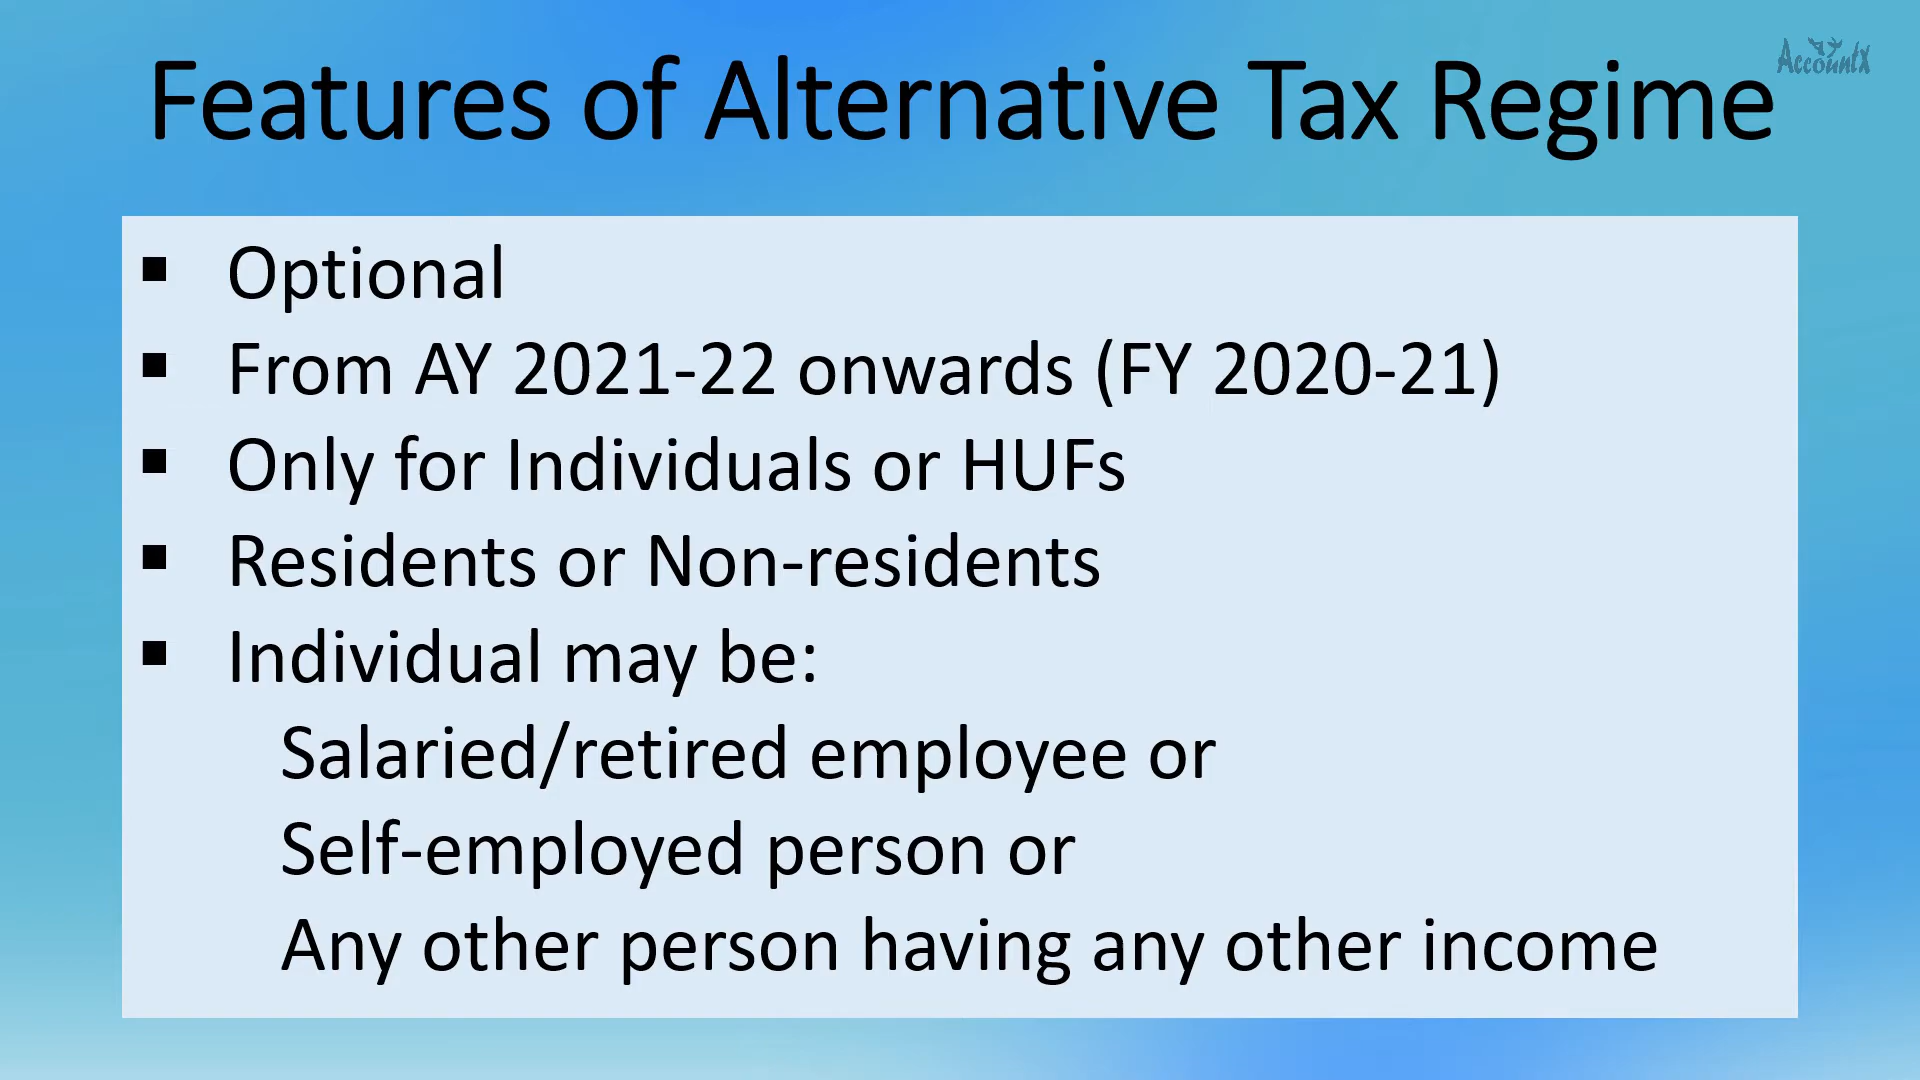 Features of Alternative Tax Regime
AccountX
▪ Optional
▪ From AY 2021-22 onwards (FY 2020-21)
▪ Only for Individuals or HUFs
▪ Residents or Non-residents
▪ Individual may be:
Salaried/retired employee or
Self-employed person or
Any other person having any other income